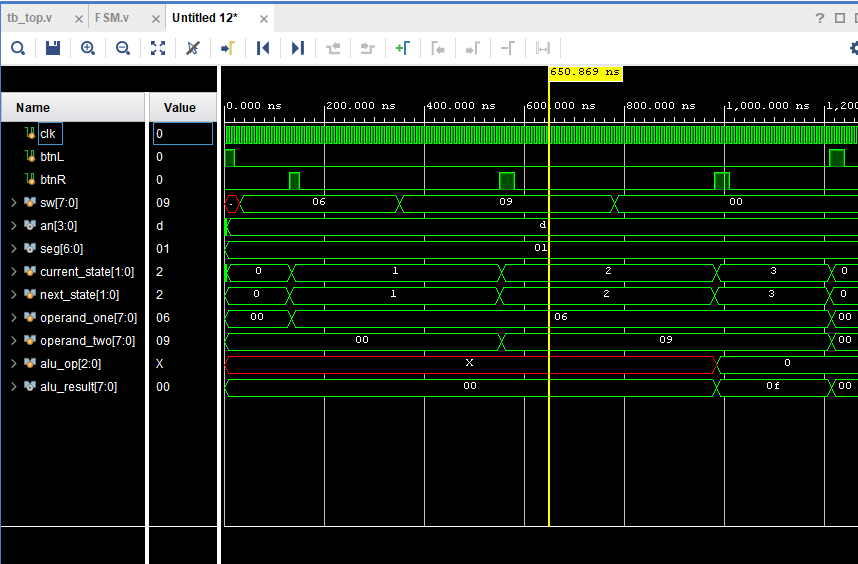 tb_top.v × FSM.v × Untitled 12* × ?
650.869 ns
Name Value 0.000 ns 200.000 ns 400.000 ns 600.000 ns 800.000 ns 1,000.000 ns 1,200
clk 0
btnL 0
btnR 0
sw[7:0] 09 06 09 00
an[3:0] d d
seg[6:0] 01 01
current_state[1:0] 2 0 1 2 3 0
next_state[1:0] 2 0 1 2 3 0
operand_one[7:0] 06 00 06 00
operand_two[7:0] 09 00 09 00
alu_op[2:0] X X 0
alu_result[7:0] 00 00 0f 00